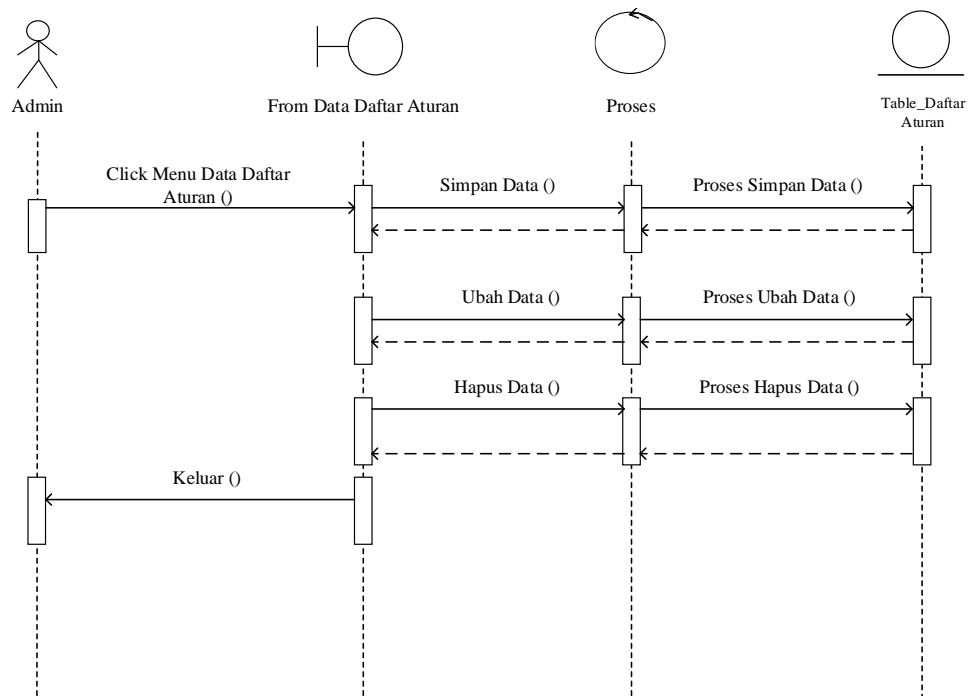 Admin
From Data Daftar Aturan
Proses
Table_Daftar
Aturan
Click Menu Data Daftar
Aturan ()
Simpan Data ()
Proses Simpan Data ()
Ubah Data ()
Proses Ubah Data ()
Hapus Data ()
Proses Hapus Data ()
Keluar ()